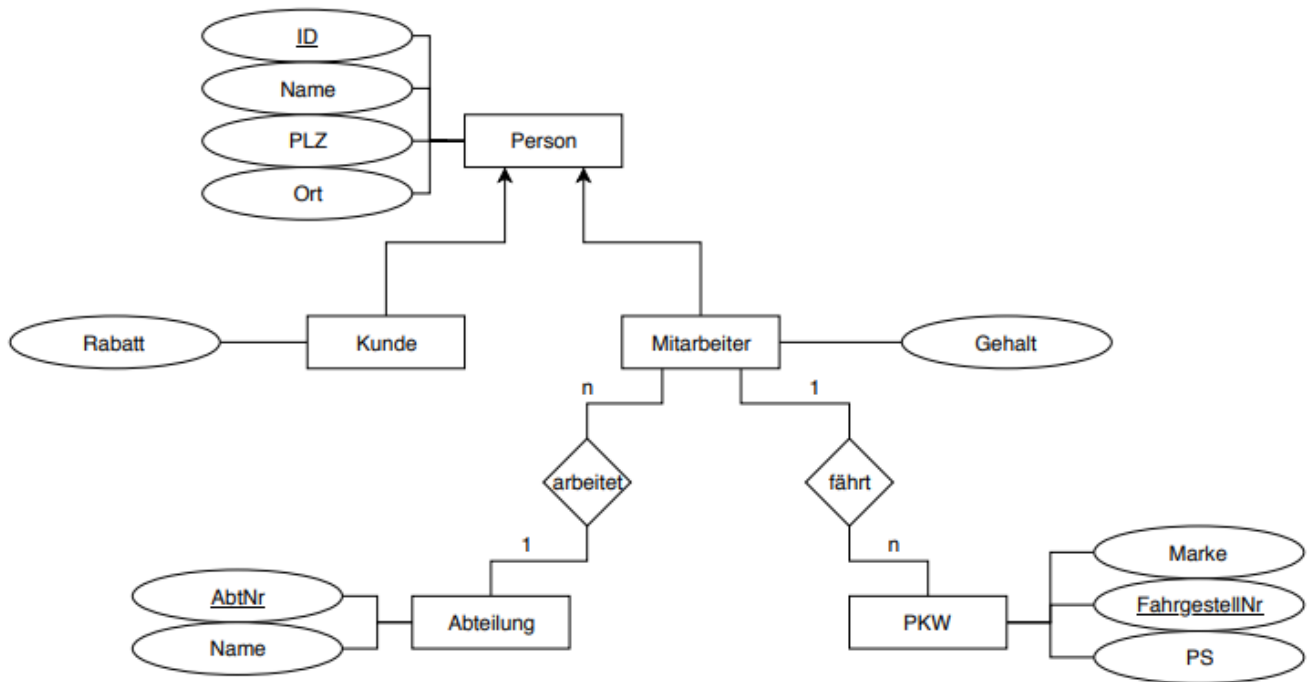 ID
Name
PLZ
Ort
Person
Rabatt
Kunde
Mitarbeiter
Gehalt
n
1
arbeitet
fährt
1
n
AbtNr
Name
Abteilung
PKW
Marke
FahrgestellNr
PS